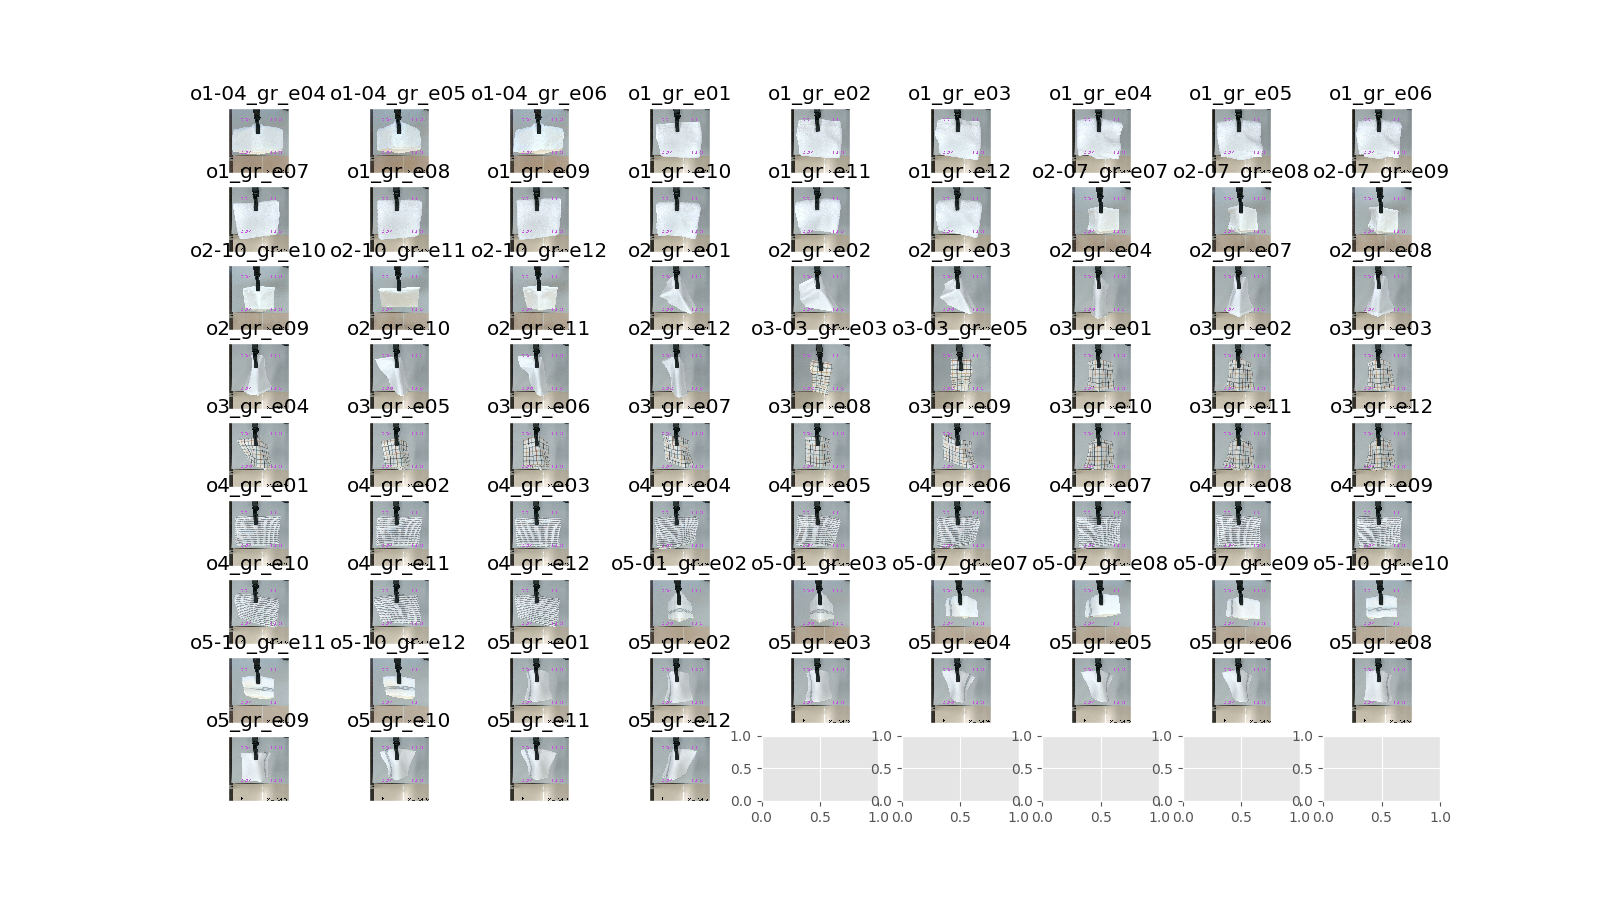 o1-04_gr_e04 o1-04_gr_e05 o1-04_gr_e06 o1_gr_e01 o1_gr_e02 o1_gr_e03 o1_gr_e04 o1_gr_e05 o1_gr_e06
o1_gr_e07 o1_gr_e08 o1_gr_e09 o1_gr_e10 o1_gr_e11 o1_gr_e12 o2-07_gr_e07 o2-07_gr_e08 o2-07_gr_e09
o2-10_gr_e10 o2-10_gr_e11 o2-10_gr_e12 o2_gr_e01 o2_gr_e02 o2_gr_e03 o2_gr_e04 o2_gr_e07 o2_gr_e08
o2_gr_e09 o2_gr_e10 o2_gr_e11 o2_gr_e12 o3-03_gr_e03 o3-03_gr_e05 o3_gr_e01 o3_gr_e02 o3_gr_e03
o3_gr_e04 o3_gr_e05 o3_gr_e06 o3_gr_e07 o3_gr_e08 o3_gr_e09 o3_gr_e10 o3_gr_e11 o3_gr_e12
o4_gr_e01 o4_gr_e02 o4_gr_e03 o4_gr_e04 o4_gr_e05 o4_gr_e06 o4_gr_e07 o4_gr_e08 o4_gr_e09
o4_gr_e10 o4_gr_e11 o4_gr_e12 o5-01_gr_e02 o5-01_gr_e03 o5-07_gr_e07 o5-07_gr_e08 o5-07_gr_e09 o5-10_gr_e10
o5-10_gr_e11 o5-10_gr_e12 o5_gr_e01 o5_gr_e02 o5_gr_e03 o5_gr_e04 o5_gr_e05 o5_gr_e06 o5_gr_e08
o5_gr_e09 o5_gr_e10 o5_gr_e11 o5_gr_e12
1.0 1.0 1.0 1.0 1.0
0.5 0.5 0.5 0.5 0.5
0.0 0.0 0.0 0.0 0.0
0.0 0.5 1.0 0.0 0.5 1.0 0.0 0.5 1.0 0.0 0.5 1.0 0.0 0.5 1.0